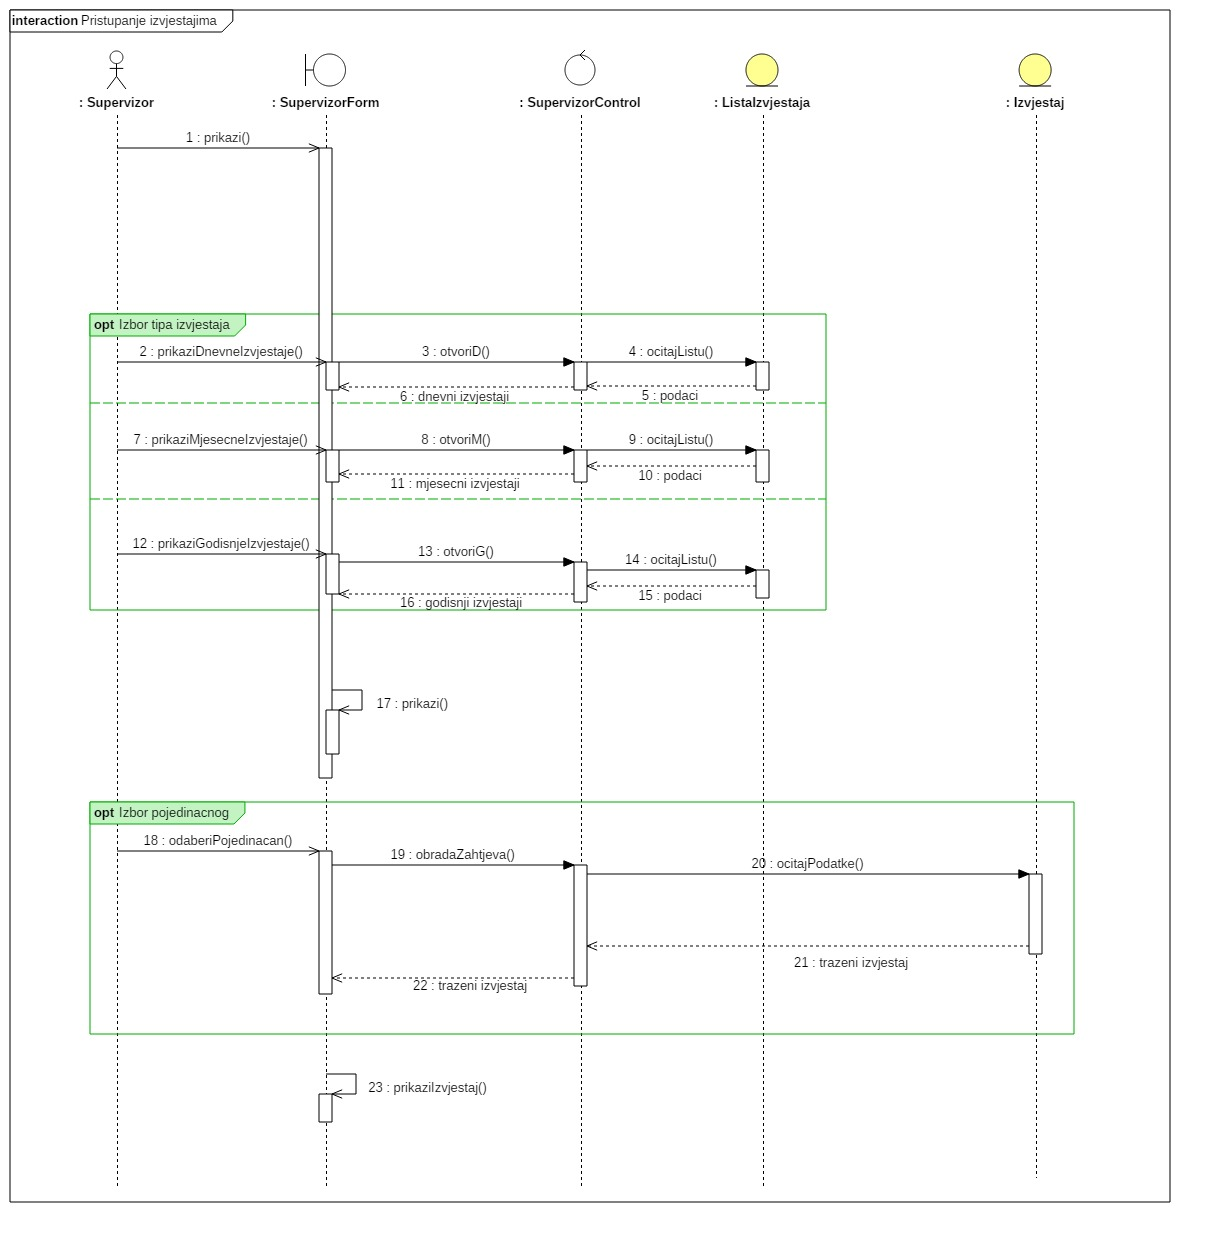 interaction Pristupanje izvjestajima
: Supervizor
: SupervizorForm
: SupervizorControl
: ListaIzvjestaja
: Izvjestaj
1 : prikazi()
opt Izbor tipa izvjestaja
2 : prikaziDnevneIzvjestaje()
3 : otvoriD()
4 : ocitajListu()
5 : podaci
6 : dnevni izvjestaji
7 : prikaziMjesecneIzvjestaje()
8 : otvoriM()
9 : ocitajListu()
10 : podaci
11 : mjesecni izvjestaji
12 : prikaziGodisnjeIzvjestaje()
13 : otvoriG()
14 : ocitajListu()
15 : podaci
16 : godisnji izvjestaji
17 : prikazi()
opt Izbor pojedinacnog
18 : odaberiPojedinacan()
19 : obradaZahtjeva()
20 : ocitajPodatke()
21 : trazeni izvjestaj
22 : trazeni izvjestaj
23 : prikaziIzvjestaj()